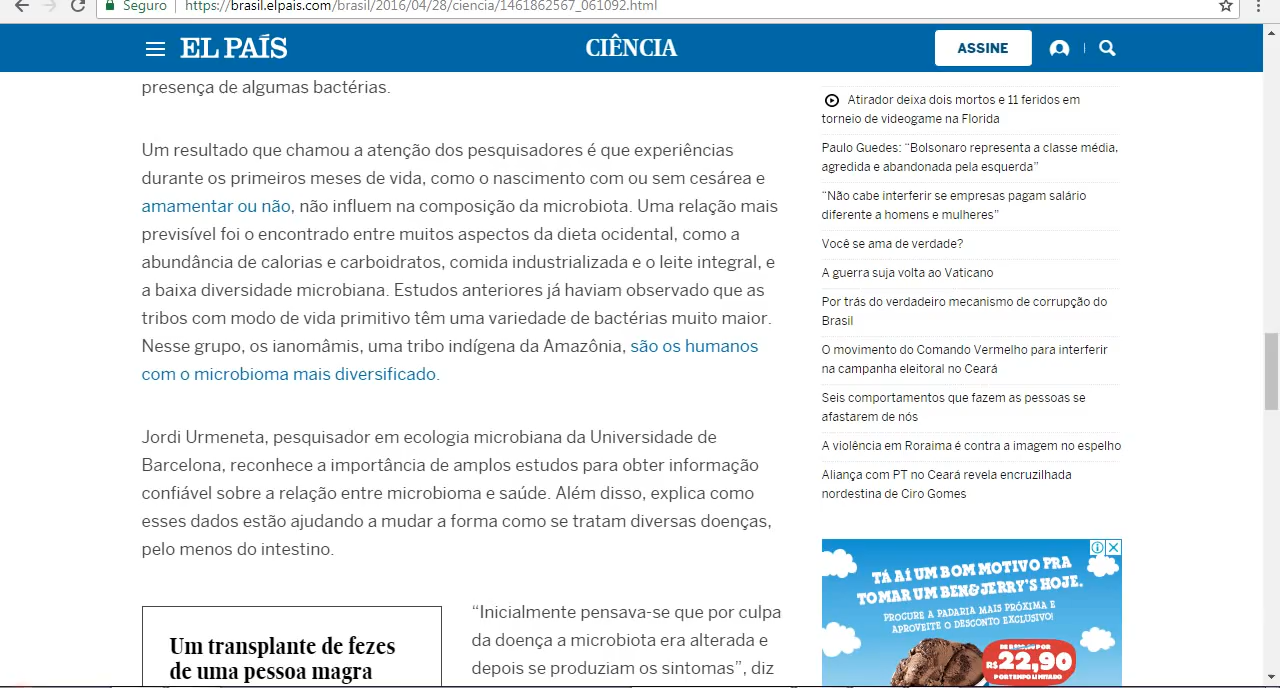 Seguro
https://brasil.elpais.com/brasil/2016/04/28/ciencia/1461862567_061092.html
EL PAÍS
CIÊNCIA
ASSINE
presença de algumas bactérias.
Um resultado que chamou a atenção dos pesquisadores é que experiências
durante os primeiros meses de vida, como o nascimento com ou sem cesárea e
amamentar ou não, não influem na composição da microbiota. Uma relação mais
previsível foi o encontrado entre muitos aspectos da dieta ocidental, como a
abundância de calorias e carboidratos, comida industrializada e o leite integral, e
a baixa diversidade microbiana. Estudos anteriores já haviam observado que as
tribos com modo de vida primitivo têm uma variedade de bactérias muito maior.
Nesse grupo, os ianomâmis, uma tribo indígena da Amazônia, são os humanos
com o microbioma mais diversificado.
Jordi Urmeneta, pesquisador em ecologia microbiana da Universidade de
Barcelona, reconhece a importância de amplos estudos para obter informação
confiável sobre a relação entre microbioma e saúde. Além disso, explica como
esses dados estão ajudando a mudar a forma como se tratam diversas doenças,
pelo menos do intestino.
Um transplante de fezes
de uma pessoa magra
“Inicialmente pensava-se que por culpa
da doença a microbiota era alterada e
depois se produziam os sintomas”, diz
Atirador deixa dois mortos e 11 feridos em
torneio de videogame na Florida
Paulo Guedes: “Bolsonaro representa a classe média,
agredida e abandonada pela esquerda”
“Não cabe interferir se empresas pagam salário
diferente a homens e mulheres”
Você se ama de verdade?
A guerra suja volta ao Vaticano
Por trás do verdadeiro mecanismo de corrupção do
Brasil
O movimento do Comando Vermelho para interferir
na campanha eleitoral no Ceará
Seis comportamentos que fazem as pessoas se
afastarem de nós
A violência em Roraima é contra a imagem no espelho
Aliança com PT no Ceará revela encruzilhada
nordestina de Ciro Gomes
TÁ AÍ UM BOM MOTIVO PRA
TOMAR UM BEN&JERRY'S HOJE.
PROCURE A PADARIA MAIS PRÓXIMA E
APROVEITE O DESCONTO EXCLUSIVO!
R$22,90
POR TEMPO LIMITADO